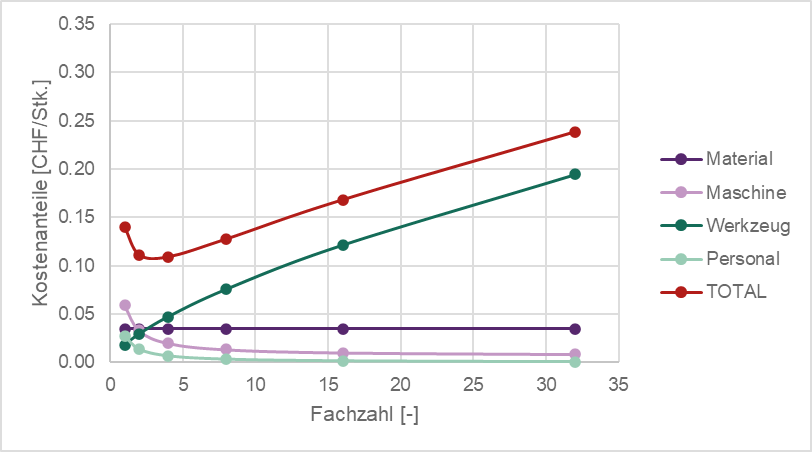 0.35
0.30
0.25
0.20
0.15
0.10
0.05
0.00
Kostenanteile [CHF/Stk.]
0 5 10 15 20 25 30 35
Fachzahl [-]
Material
Maschine
Werkzeug
Personal
TOTAL